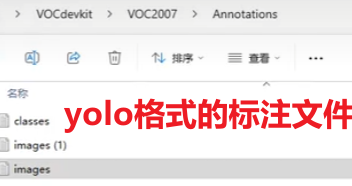 VOCdevkit > VOC2007 > Annotations
排序 查看 ...
名称
yolo格式的标注文件
classes
images (1)
images